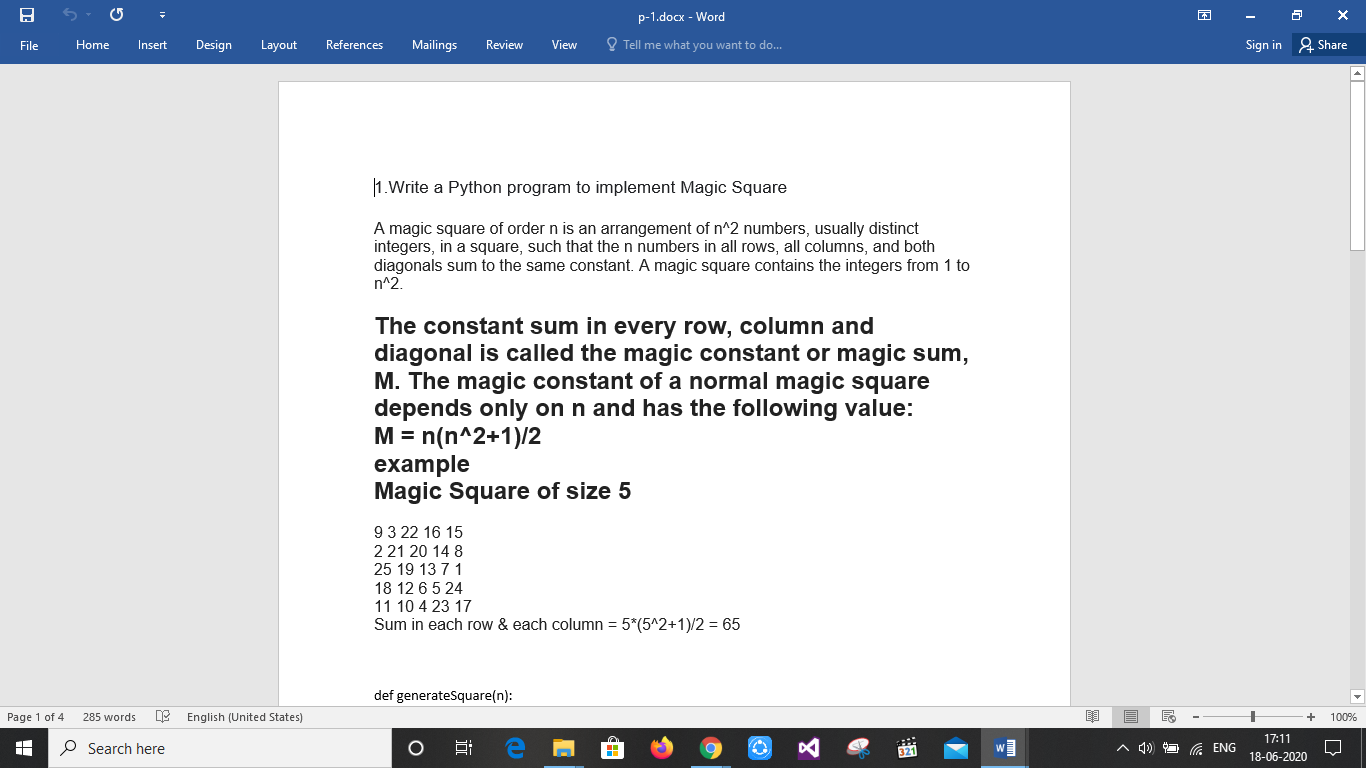 p-1.docx - Word
File Home Insert Design Layout References Mailings Review View Tell me what you want to do... Sign in Share
1.Write a Python program to implement Magic Square
A magic square of order n is an arrangement of n^2 numbers, usually distinct
integers, in a square, such that the n numbers in all rows, all columns, and both
diagonals sum to the same constant. A magic square contains the integers from 1 to
n^2.
The constant sum in every row, column and
diagonal is called the magic constant or magic sum,
M. The magic constant of a normal magic square
depends only on n and has the following value:
M = n(n^2+1)/2
example
Magic Square of size 5
9 3 22 16 15
2 21 20 14 8
25 19 13 7 1
18 12 6 5 24
11 10 4 23 17
Sum in each row & each column = 5*(5^2+1)/2 = 65
def generateSquare(n):
Page 1 of 4 285 words English (United States) 100%
Search here 321 ENG 17:11
18-06-2020